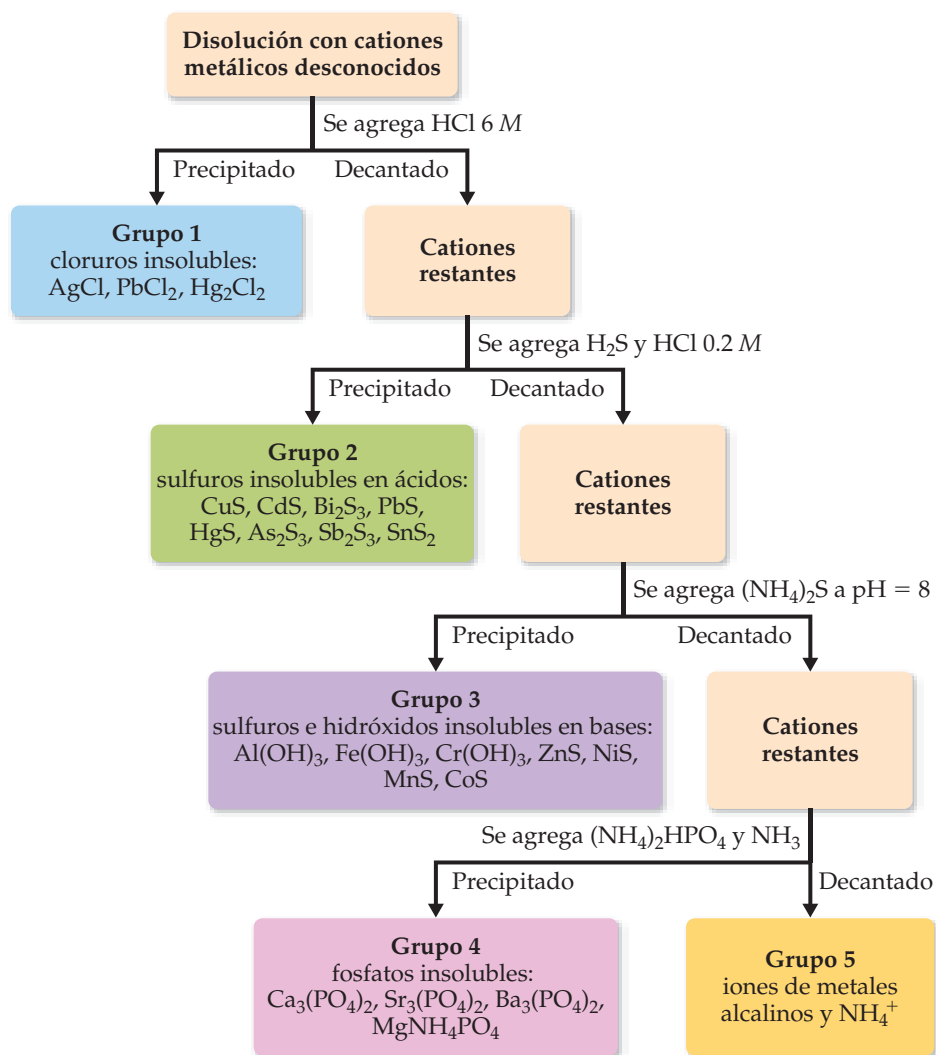 Disolución con cationes
metálicos desconocidos
Se agrega HCl 6 M
Precipitado
Decantado
Grupo 1
cloruros insolubles:
AgCl, PbCl₂, Hg₂Cl₂
Cationes
restantes
Se agrega H₂S y HCl 0.2 M
Precipitado
Decantado
Grupo 2
sulfuros insolubles en ácidos:
CuS, CdS, Bi₂S₃, PbS,
HgS, As₂S₃, Sb₂S₃, SnS₂
Cationes
restantes
Se agrega (NH₄)₂S a pH = 8
Precipitado
Decantado
Grupo 3
sulfuros e hidróxidos insolubles en bases:
Al(OH)₃, Fe(OH)₃, Cr(OH)₃, ZnS, NiS,
MnS, CoS
Cationes
restantes
Se agrega (NH₄)₂HPO₄ y NH₃
Precipitado
Decantado
Grupo 4
fosfatos insolubles:
Ca₃(PO₄)₂, Sr₃(PO₄)₂, Ba₃(PO₄)₂,
MgNH₄PO₄
Grupo 5
iones de metales
alcalinos y NH₄⁺